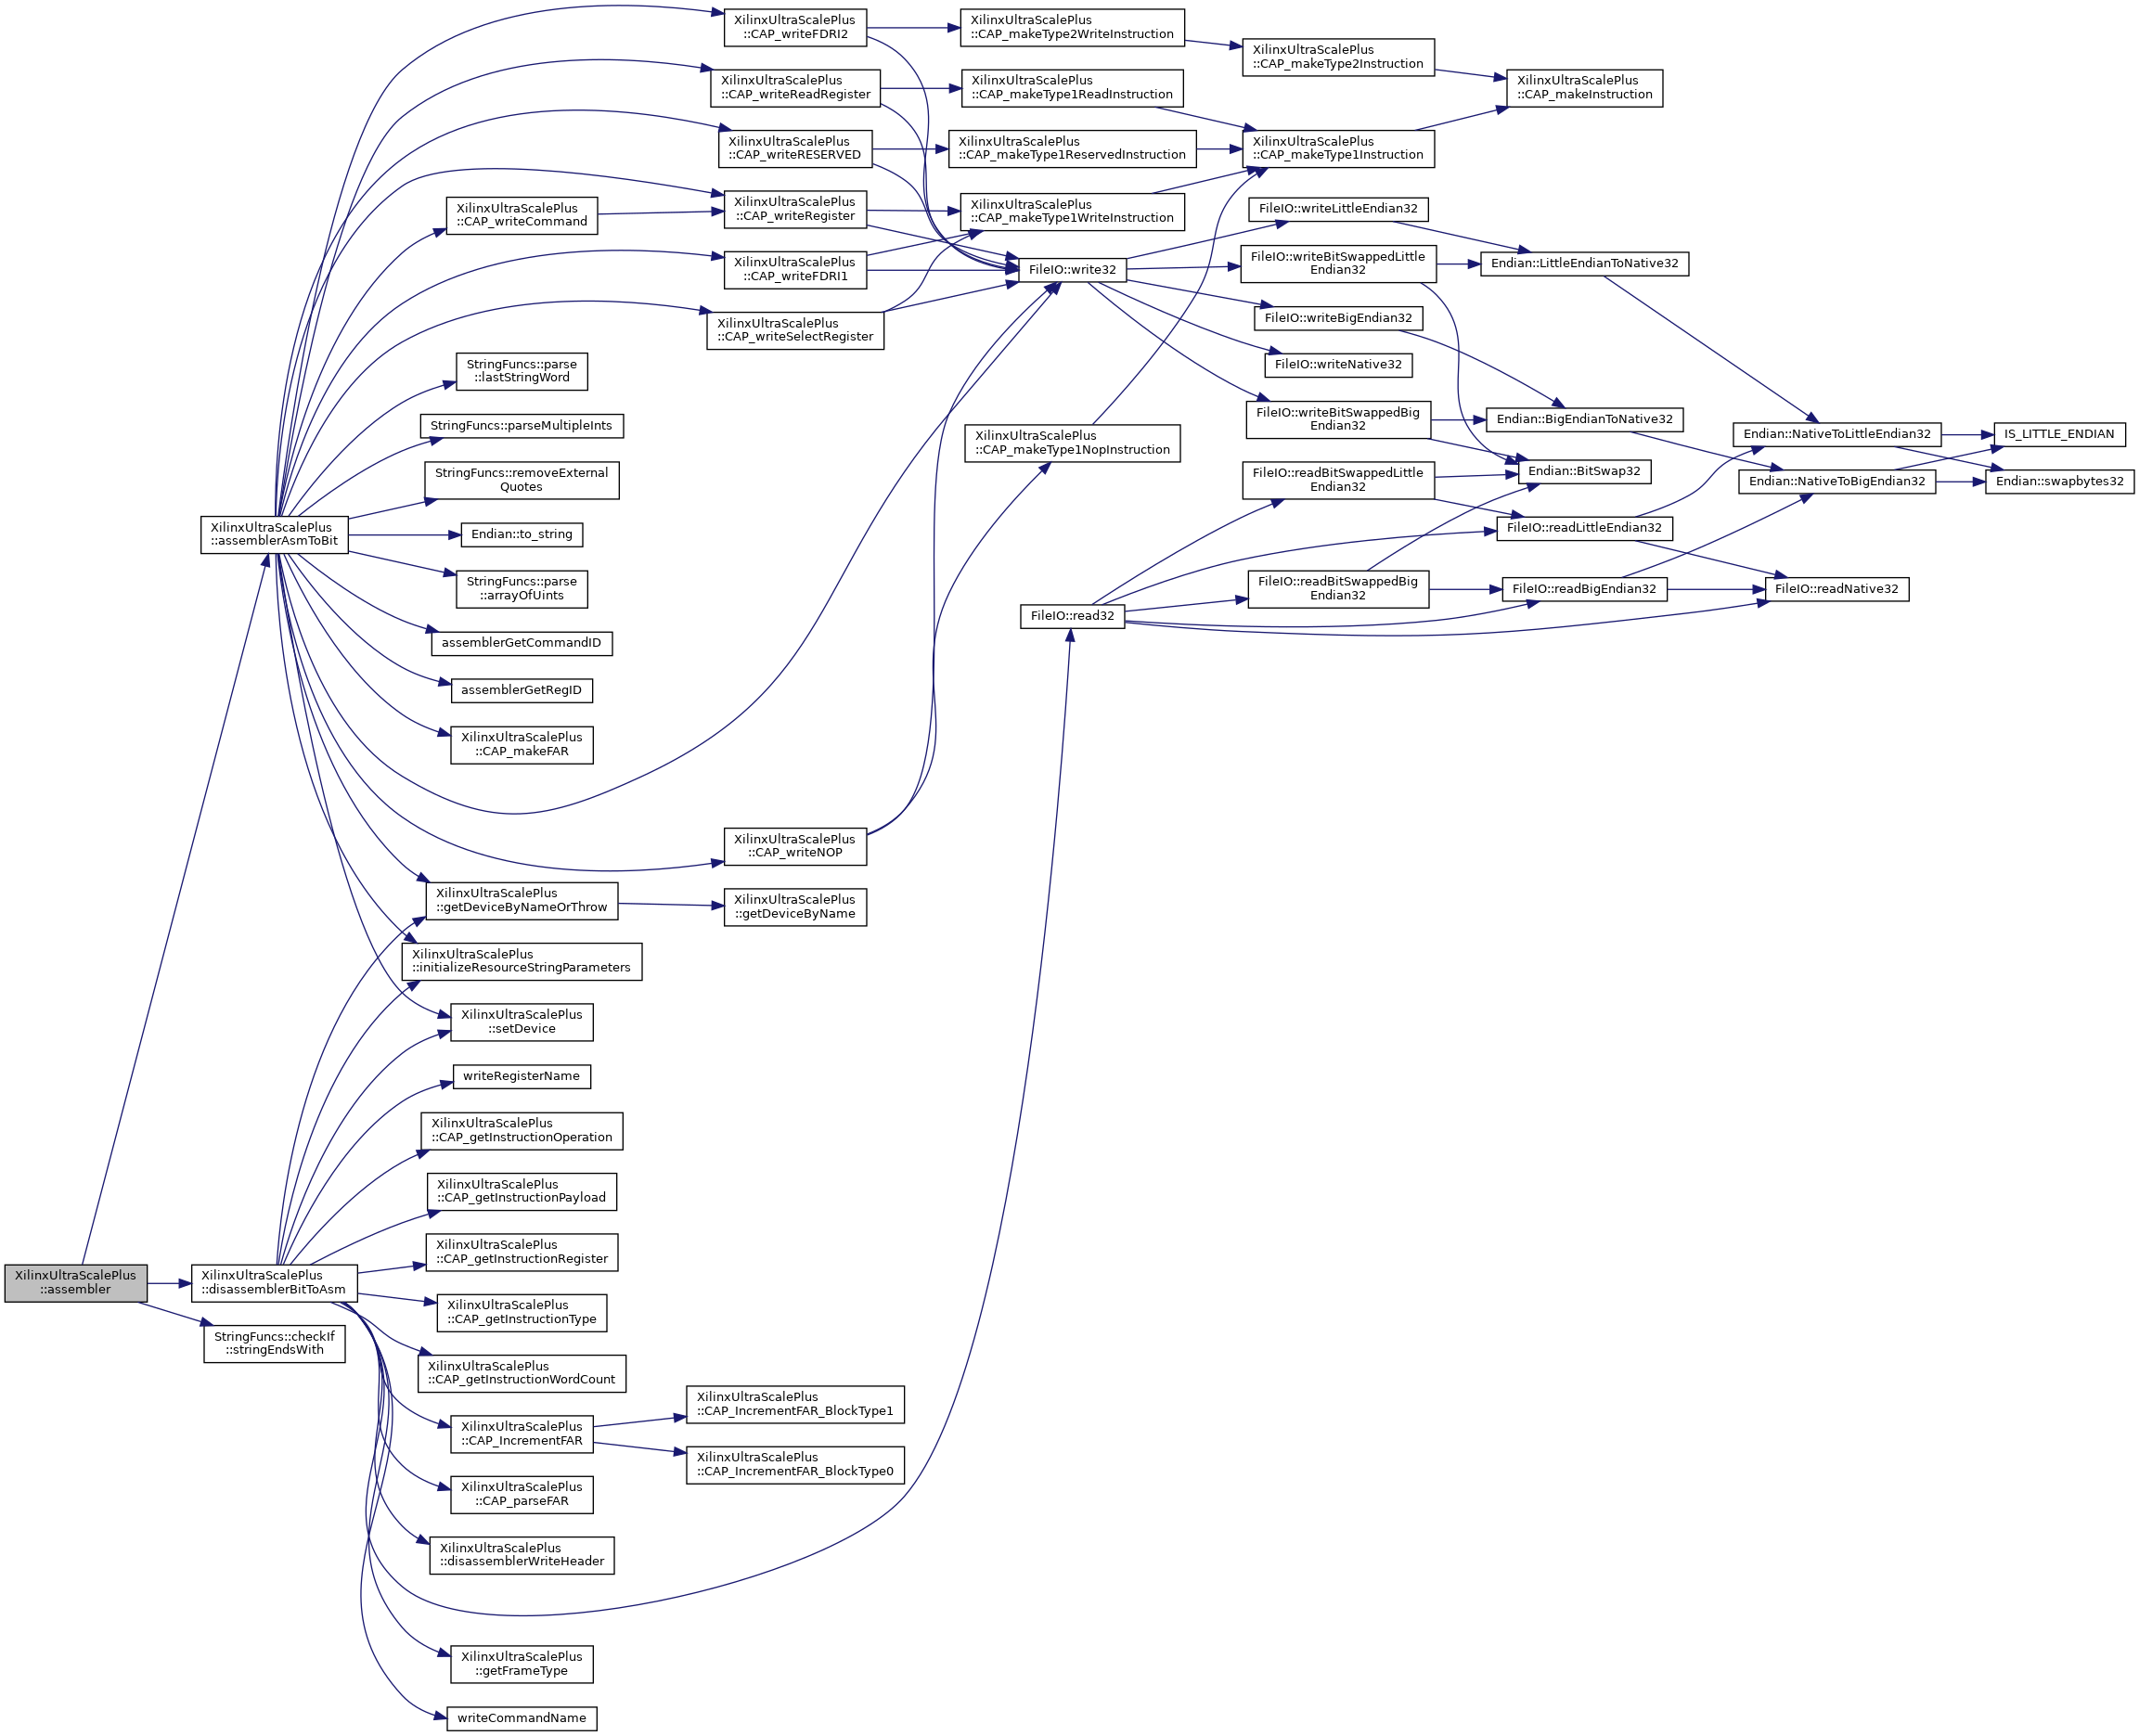 XilinxUltraScalePlus
::assembler
XilinxUltraScalePlus
::assemblerAsmToBit
XilinxUltraScalePlus
::disassemblerBitToAsm
StringFuncs::checkIf
::stringEndsWith
XilinxUltraScalePlus
::CAP_writeCommand
StringFuncs::parse
::lastStringWord
StringFuncs::parseMultipleInts
StringFuncs::removeExternal
Quotes
Endian::to_string
StringFuncs::parse
::arrayOfUints
assemblerGetCommandID
assemblerGetRegID
XilinxUltraScalePlus
::CAP_makeFAR
XilinxUltraScalePlus
::getDeviceByNameOrThrow
XilinxUltraScalePlus
::initializeResourceStringParameters
XilinxUltraScalePlus
::setDevice
writeRegisterName
XilinxUltraScalePlus
::CAP_getInstructionOperation
XilinxUltraScalePlus
::CAP_getInstructionPayload
XilinxUltraScalePlus
::CAP_getInstructionRegister
XilinxUltraScalePlus
::CAP_getInstructionType
XilinxUltraScalePlus
::CAP_getInstructionWordCount
XilinxUltraScalePlus
::CAP_IncrementFAR
XilinxUltraScalePlus
::CAP_parseFAR
XilinxUltraScalePlus
::disassemblerWriteHeader
XilinxUltraScalePlus
::getFrameType
writeCommandName
XilinxUltraScalePlus
::CAP_writeFDRI2
XilinxUltraScalePlus
::CAP_writeReadRegister
XilinxUltraScalePlus
::CAP_writeRESERVED
XilinxUltraScalePlus
::CAP_writeRegister
XilinxUltraScalePlus
::CAP_writeFDRI1
XilinxUltraScalePlus
::CAP_writeSelectRegister
XilinxUltraScalePlus
::CAP_writeNOP
XilinxUltraScalePlus
::getDeviceByName
XilinxUltraScalePlus
::CAP_IncrementFAR_BlockType1
XilinxUltraScalePlus
::CAP_IncrementFAR_BlockType0
XilinxUltraScalePlus
::CAP_makeType2WriteInstruction
XilinxUltraScalePlus
::CAP_makeType1ReadInstruction
XilinxUltraScalePlus
::CAP_makeType1ReservedInstruction
XilinxUltraScalePlus
::CAP_makeType1WriteInstruction
FileIO::write32
XilinxUltraScalePlus
::CAP_makeType1NopInstruction
FileIO::read32
XilinxUltraScalePlus
::CAP_makeType2Instruction
XilinxUltraScalePlus
::CAP_makeType1Instruction
FileIO::writeLittleEndian32
FileIO::writeBitSwappedLittle
Endian32
FileIO::writeBigEndian32
FileIO::writeNative32
FileIO::writeBitSwappedBig
Endian32
FileIO::readBitSwappedLittle
Endian32
FileIO::readBitSwappedBig
Endian32
XilinxUltraScalePlus
::CAP_makeInstruction
Endian::LittleEndianToNative32
Endian::BigEndianToNative32
Endian::BitSwap32
FileIO::readLittleEndian32
FileIO::readBigEndian32
Endian::NativeToLittleEndian32
Endian::NativeToBigEndian32
FileIO::readNative32
IS_LITTLE_ENDIAN
Endian::swapbytes32